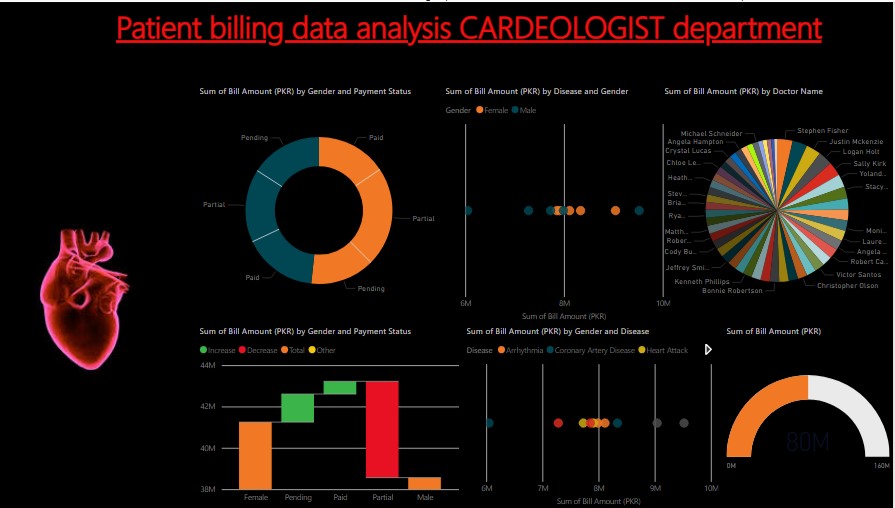 Patient billing data analysis CARDEOLOGIST department
Sum of Bill Amount (PKR) by Gender and Payment Status
Pending
Paid
Partial
Partial
Paid
Pending
Sum of Bill Amount (PKR) by Disease and Gender
Gender Female Male
6M 8M 10M
Sum of Bill Amount (PKR)
Sum of Bill Amount (PKR) by Doctor Name
Michael Schneider
Angela Hampton
Crystal Lucas
Chloe Le...
Heath...
Stev...
Bria...
Rya...
Matth...
Rober...
Cody Bu...
Jeffrey Smi...
Kenneth Phillips
Bonnie Robertson
Stephen Fisher
Justin Mckenzie
Logan Holt
Sally Kirk
Yoland...
Stacy...
Moni...
Laure...
Angela ...
Robert Ca...
Victor Santos
Christopher Olson
Sum of Bill Amount (PKR) by Gender and Payment Status
Increase Decrease Total Other
44M
42M
40M
38M
Female Pending Paid Partial Male
Sum of Bill Amount (PKR) by Gender and Disease
Disease Arrhythmia Coronary Artery Disease Heart Attack
6M 7M 8M 9M 10M
Sum of Bill Amount (PKR)
Sum of Bill Amount (PKR)
80M
0M 160M